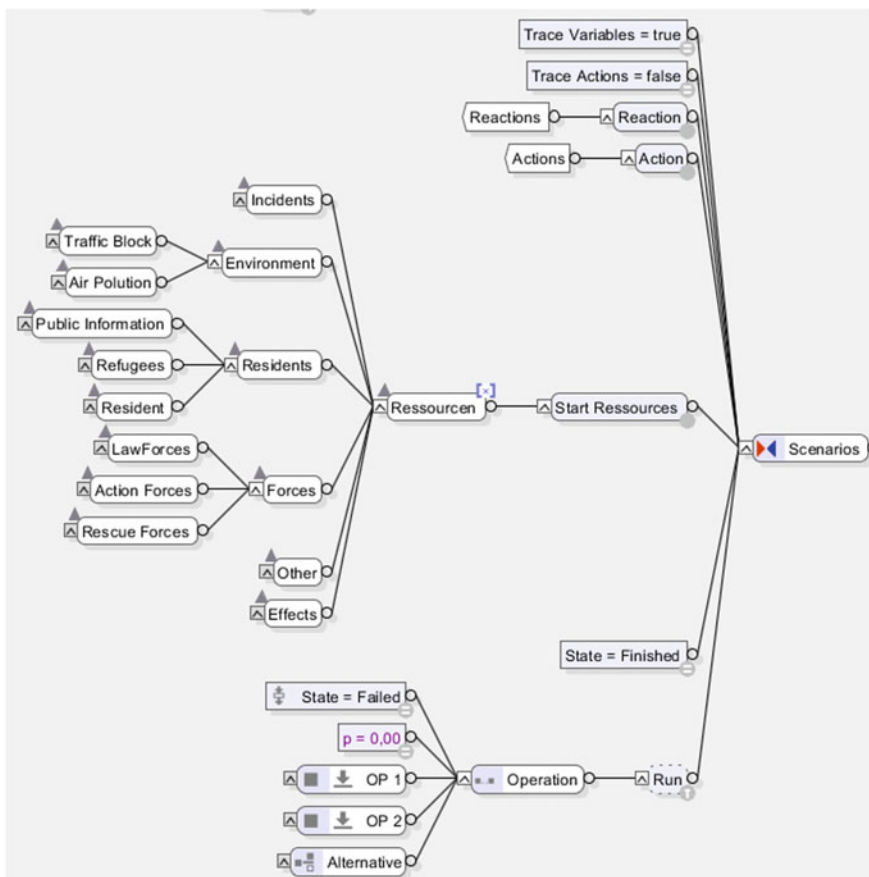 Trace Variables = true
Trace Actions = false
Reactions
Reaction
Actions
Action
Incidents
Traffic Block
Environment
Air Polution
Public Information
Refugees
Residents
Resident
Ressourcen
[×]
Start Ressources
LawForces
Action Forces
Forces
Rescue Forces
Scenarios
Other
Effects
State = Finished
State = Failed
p = 0,00
OP 1
Operation
Run
OP 2
Alternative